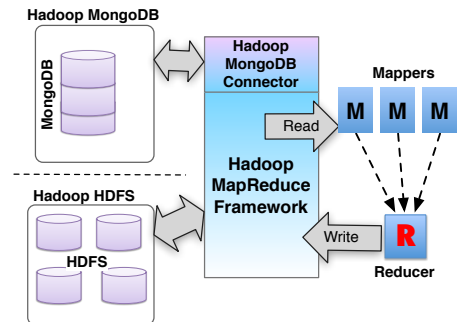 Hadoop MongoDB
MongoDB
Hadoop
MongoDB
Connector
Mappers
M M M
Read
Hadoop
MapReduce
Framework
Hadoop HDFS
HDFS
Write
R
Reducer